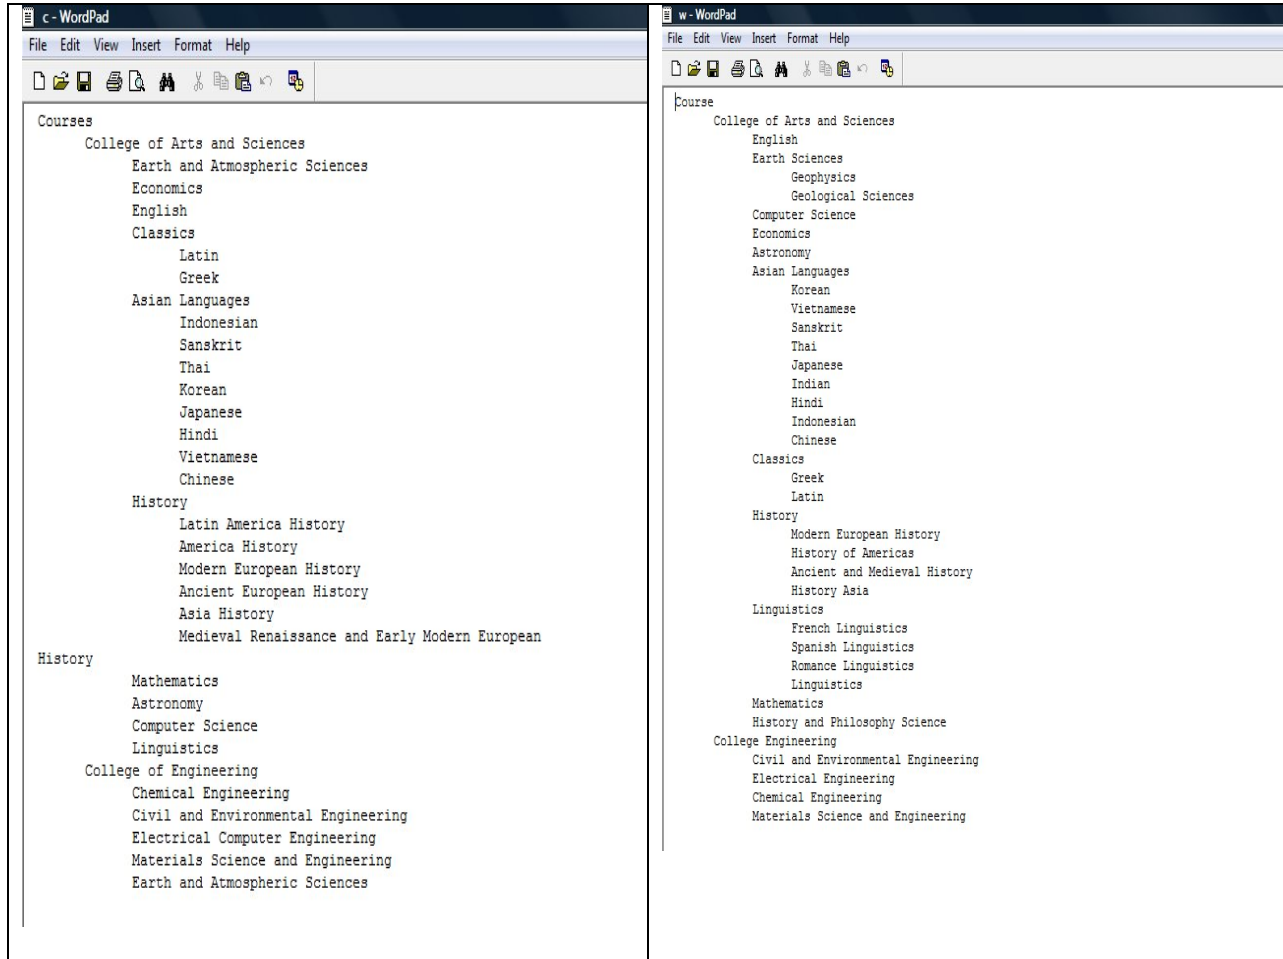 c - WordPad
File Edit View Insert Format Help
Courses
College of Arts and Sciences
Earth and Atmospheric Sciences
Economics
English
Classics
Latin
Greek
Asian Languages
Indonesian
Sanskrit
Thai
Korean
Japanese
Hindi
Vietnamese
Chinese
History
Latin America History
America History
Modern European History
Ancient European History
Asia History
Medieval Renaissance and Early Modern European
History
Mathematics
Astronomy
Computer Science
Linguistics
College of Engineering
Chemical Engineering
Civil and Environmental Engineering
Electrical Computer Engineering
Materials Science and Engineering
Earth and Atmospheric Sciences
w - WordPad
File Edit View Insert Format Help
Course
College of Arts and Sciences
English
Earth Sciences
Geophysics
Geological Sciences
Computer Science
Economics
Astronomy
Asian Languages
Korean
Vietnamese
Sanskrit
Thai
Japanese
Indian
Hindi
Indonesian
Chinese
Classics
Greek
Latin
History
Modern European History
History of Americas
Ancient and Medieval History
History Asia
Linguistics
French Linguistics
Spanish Linguistics
Romance Linguistics
Linguistics
Mathematics
History and Philosophy Science
College Engineering
Civil and Environmental Engineering
Electrical Engineering
Chemical Engineering
Materials Science and Engineering